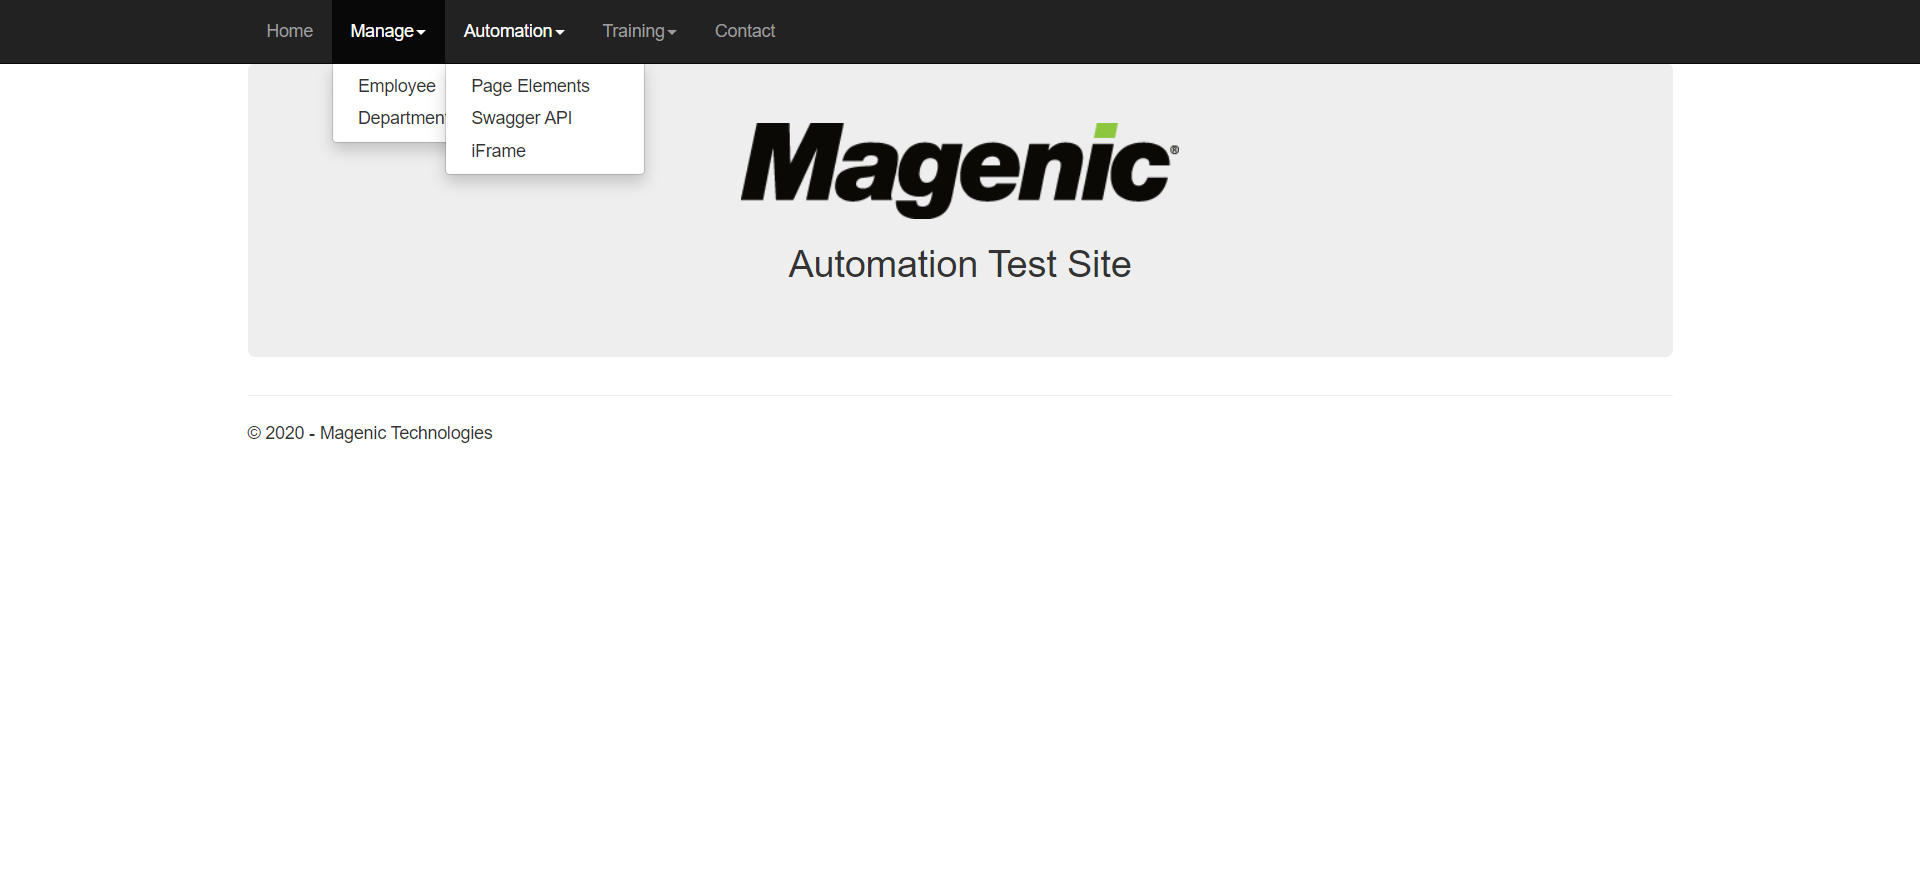 Home Manage Automation Training Contact
Employee Page Elements
Departmen Swagger API
iFrame
Magenic®
Automation Test Site
© 2020 - Magenic Technologies